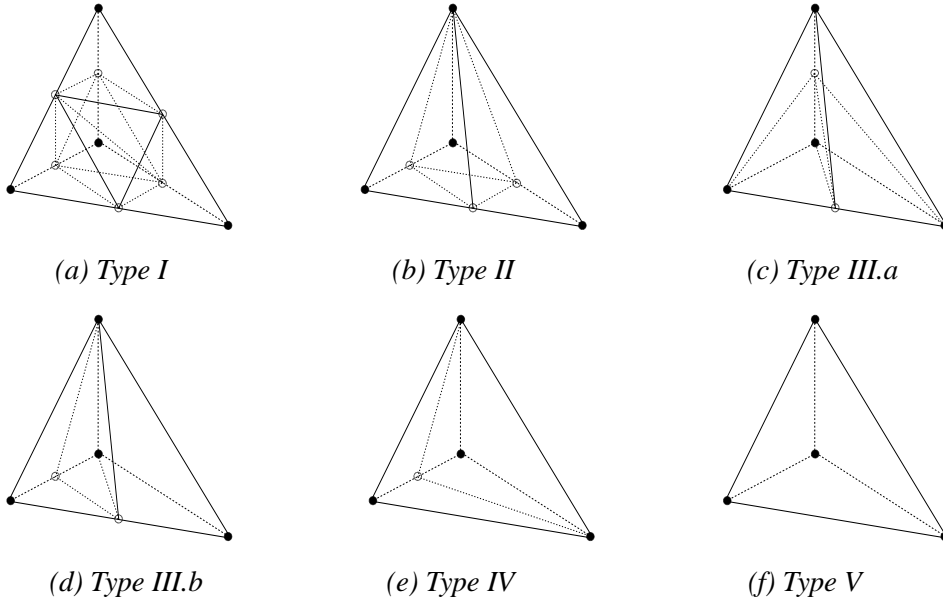 (a) Type I
(b) Type II
(c) Type III.a
(d) Type III.b
(e) Type IV
(f) Type V